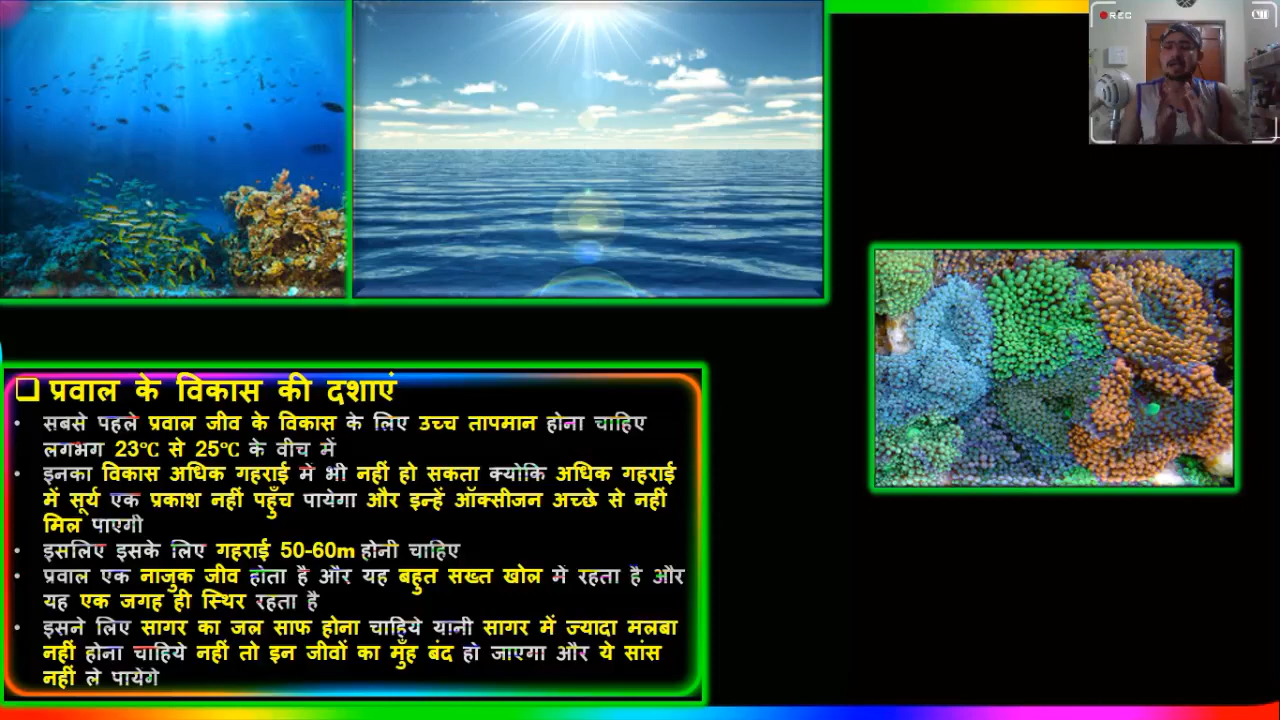 REC
❑ प्रवाल के विकास की दशाएं
• सबसे पहले प्रवाल जीव के विकास के लिए उच्च तापमान होना चाहिए
लगभग 23℃ से 25℃ के वीच में
• इनका विकास अधिक गहराई में भी नहीं हो सकता क्योकि अधिक गहराई
में सूर्य एक प्रकाश नहीं पहुँच पायेगा और इन्हें ऑक्सीजन अच्छे से नहीं
मिल पाएगी
• इसलिए इसके लिए गहराई 50-60m होनी चाहिए
• प्रवाल एक नाजुक जीव होता है और यह बहुत सख्त खोल में रहता है और
यह एक जगह ही स्थिर रहता है
• इसने लिए सागर का जल साफ होना चाहिये यानी सागर में ज्यादा मलबा
नहीं होना चाहिये नहीं तो इन जीवों का मुँह बंद हो जाएगा और ये सांस
नहीं ले पायेंगे